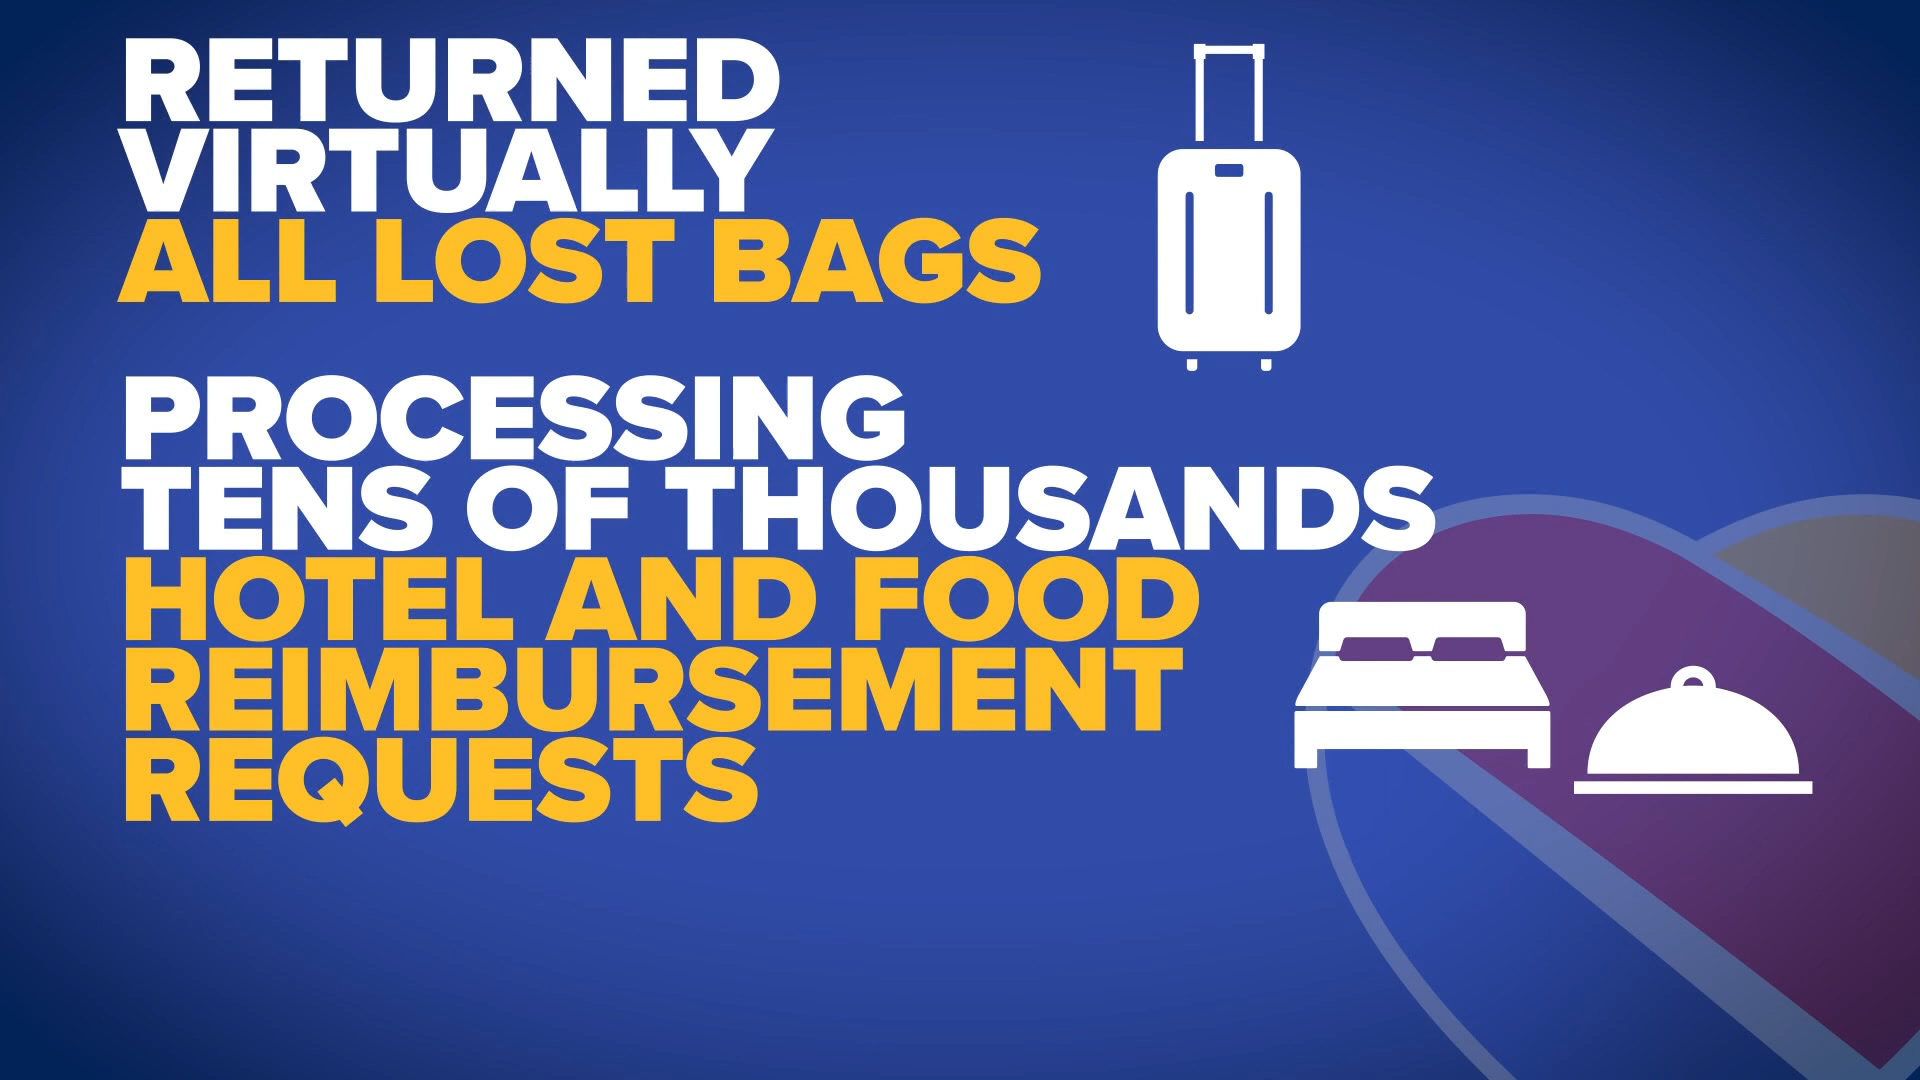 RETURNED
VIRTUALLY
ALL LOST BAGS
PROCESSING
TENS OF THOUSANDS
HOTEL AND FOOD
REIMBURSEMENT
REQUESTS